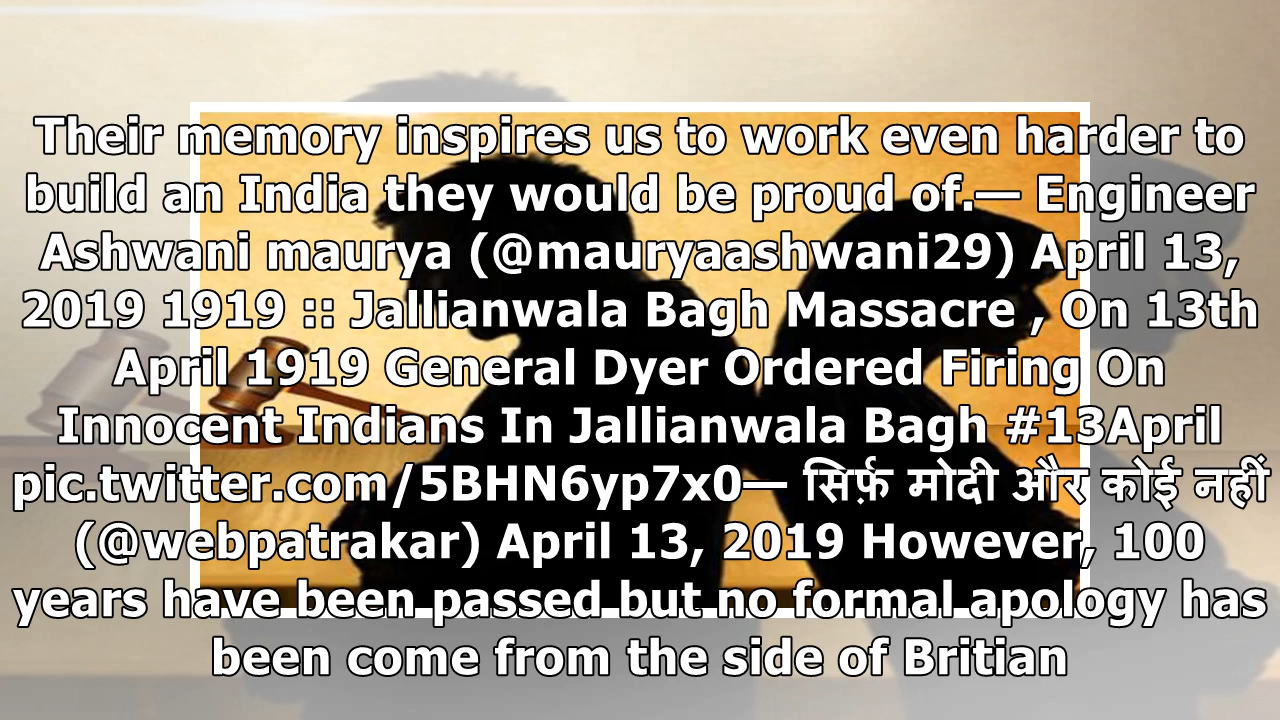 Their memory inspires us to work even harder to
build an India they would be proud of.— Engineer
Ashwani maurya (@mauryaashwani29) April 13,
2019 1919 :: Jallianwala Bagh Massacre , On 13th
April 1919 General Dyer Ordered Firing On
Innocent Indians In Jallianwala Bagh #13April
pic.twitter.com/5BHN6yp7x0— सिर्फ़ मोदी और कोई नहीं
(@webpatrakar) April 13, 2019 However, 100
years have been passed but no formal apology has
been come from the side of Britian